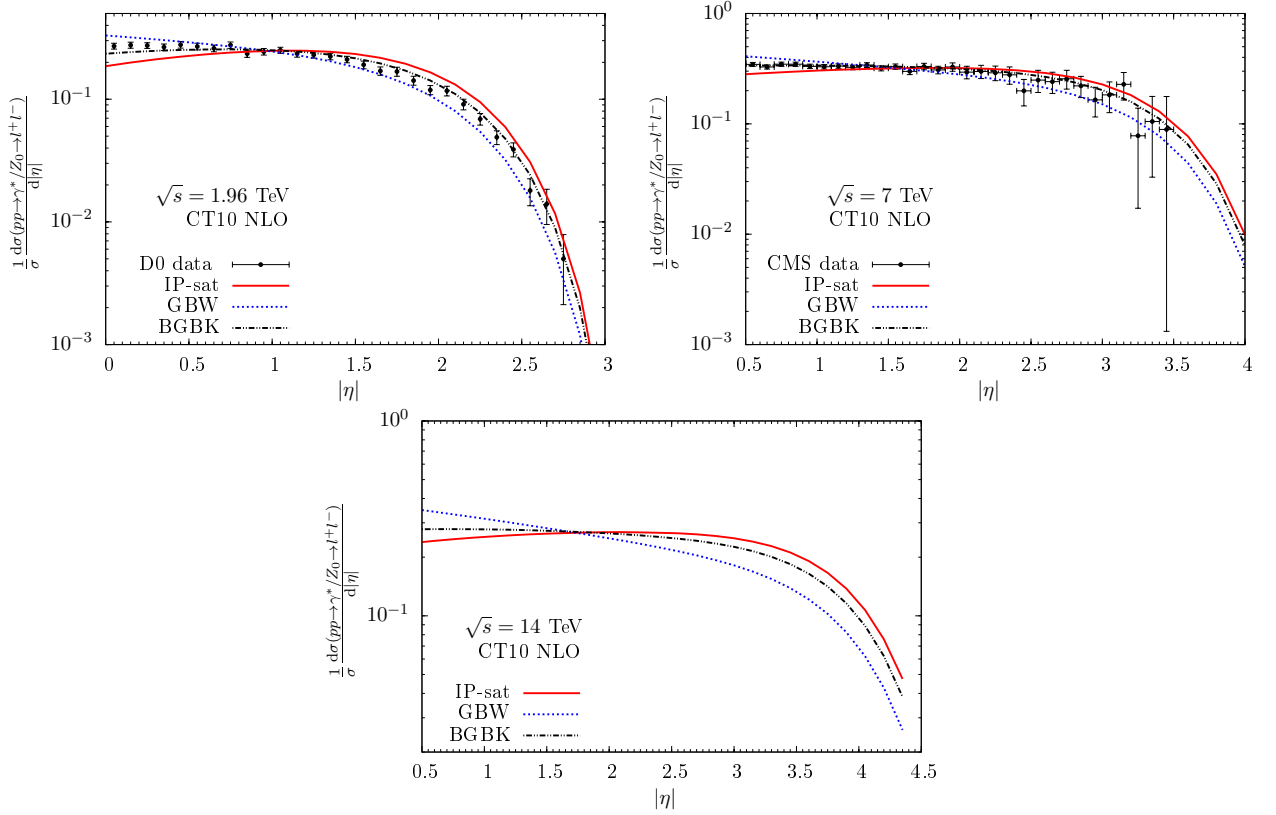 10⁻¹
10⁻²
10⁻³
1/σ dσ(pp→γ*/Z₀→l⁺l⁻)/d|η|
√s = 1.96 TeV
CT10 NLO
D0 data
IP-sat
GBW
BGBK
0 0.5 1 1.5 2 2.5 3
|η|
10⁰
10⁻¹
10⁻²
10⁻³
1/σ dσ(pp→γ*/Z₀→l⁺l⁻)/d|η|
√s = 7 TeV
CT10 NLO
CMS data
IP-sat
GBW
BGBK
0.5 1 1.5 2 2.5 3 3.5 4
|η|
10⁰
10⁻¹
1/σ dσ(pp→γ*/Z₀→l⁺l⁻)/d|η|
√s = 14 TeV
CT10 NLO
IP-sat
GBW
BGBK
0.5 1 1.5 2 2.5 3 3.5 4 4.5
|η|